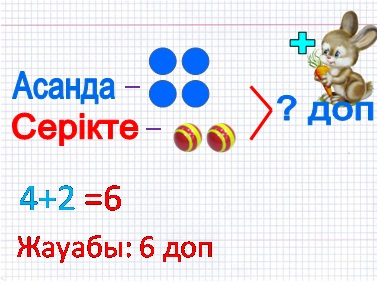 Асанда –
? доп
Серікте –
4+2 =6
Жауабы: 6 доп